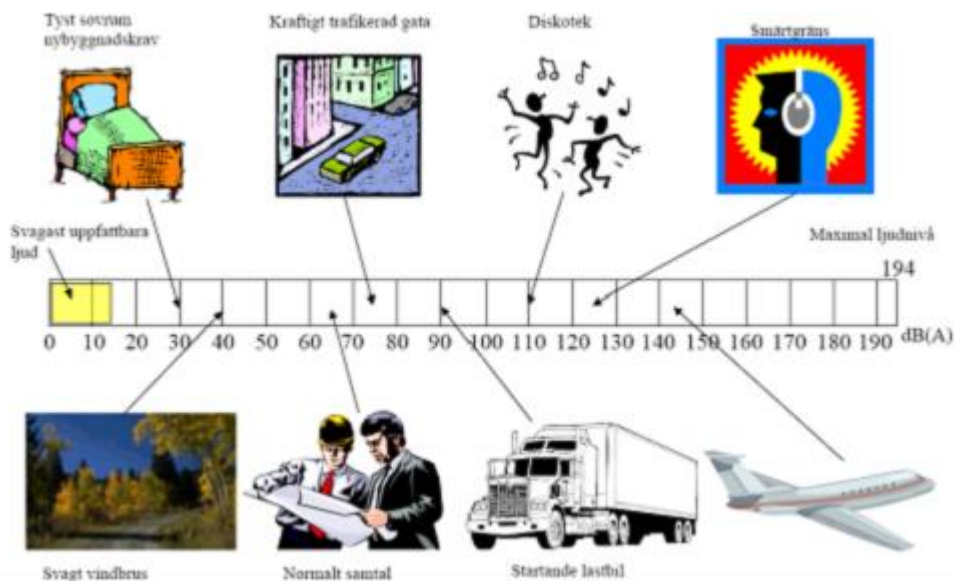 Tyst sovrum
nybyggnadskrav
Kraftigt trafikerad gata
Diskotek
Smärtgräns
Svagast uppfattbara
ljud
Maximal ljudnivå
194
0 10 20 30 40 50 60 70 80 90 100 110 120 130 140 150 160 170 180 190 dB(A)
Svagt vindbrus
Normalt samtal
Startande lastbil